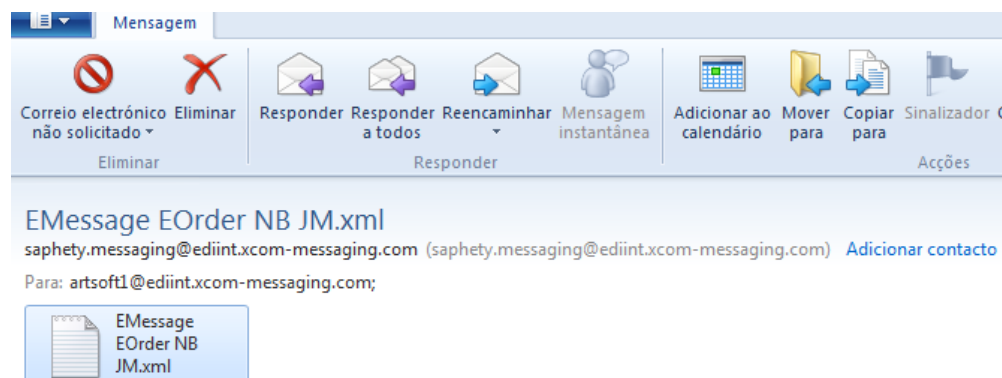 Mensagem
Correio electrónico não solicitado
Eliminar
Responder
Responder a todos
Reencaminhar
Mensagem instantânea
Adicionar ao calendário
Mover para
Copiar para
Sinalizador
Eliminar
Responder
Acções
EMessage EOrder NB JM.xml
saphety.messaging@ediint.xcom-messaging.com (saphety.messaging@ediint.xcom-messaging.com) Adicionar contacto
Para: artsoft1@ediint.xcom-messaging.com;
EMessage
EOrder NB
JM.xml